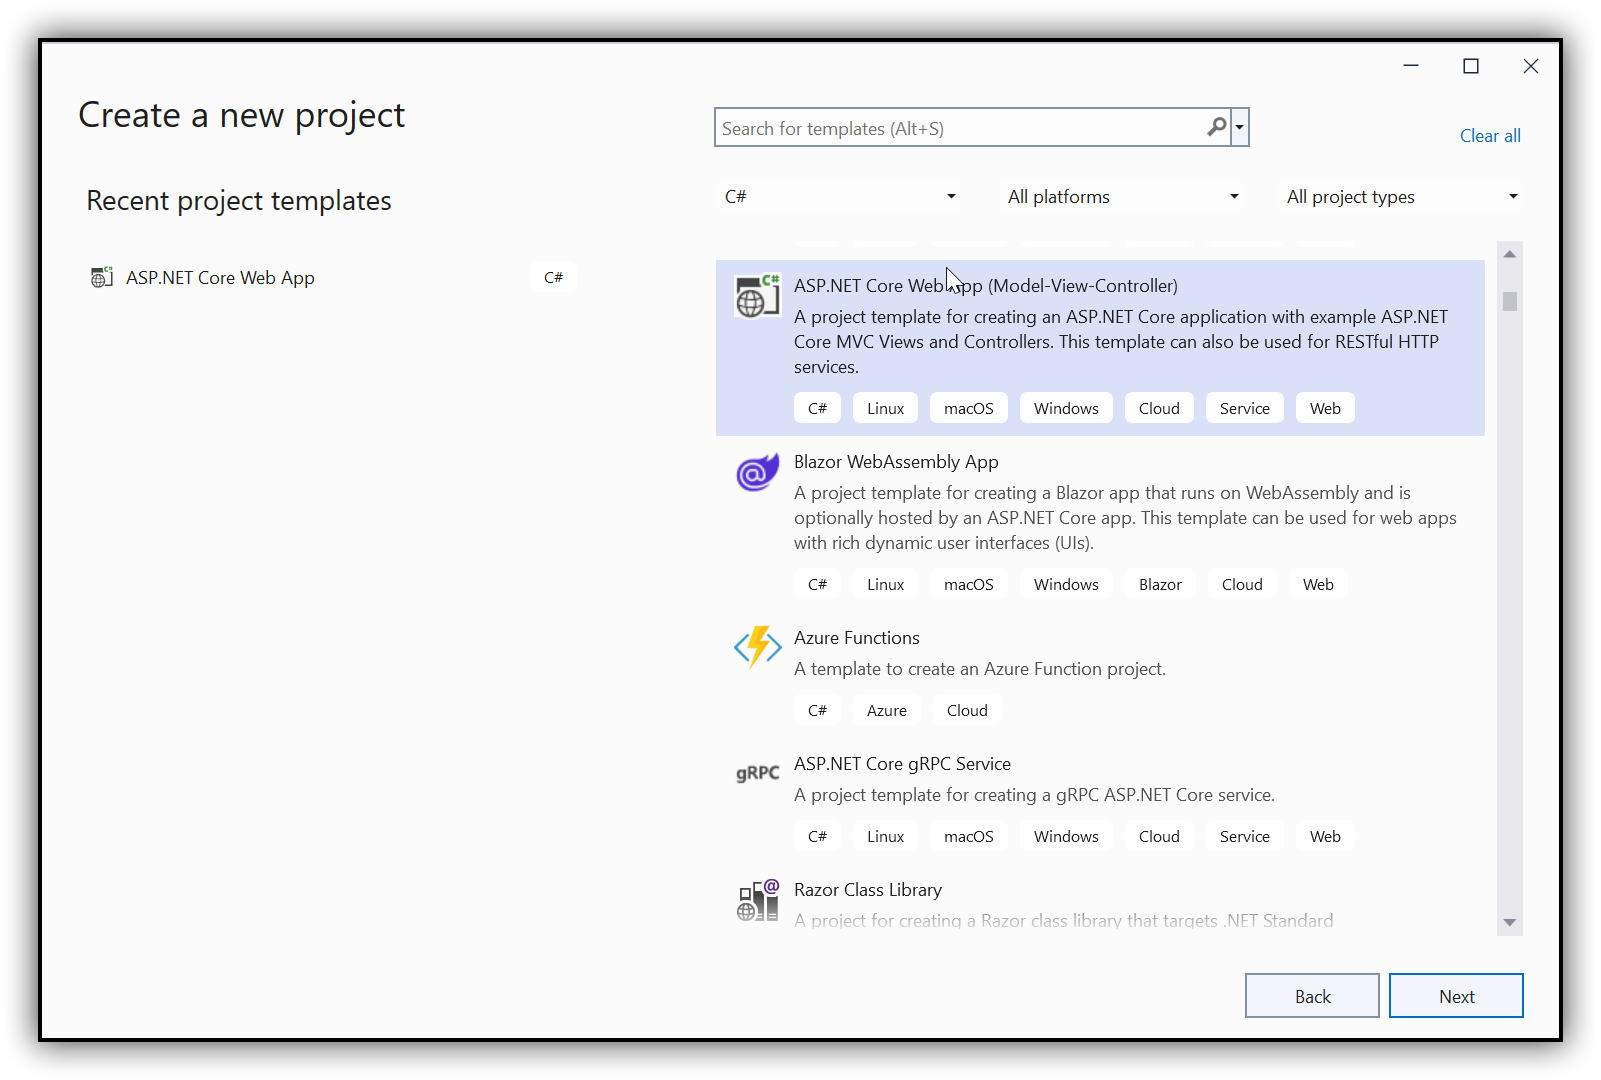 Create a new project
Search for templates (Alt+S)
Clear all
Recent project templates
C#
All platforms
All project types
ASP.NET Core Web App
C#
ASP.NET Core Web App (Model-View-Controller)
A project template for creating an ASP.NET Core application with example ASP.NET
Core MVC Views and Controllers. This template can also be used for RESTful HTTP
services.
C# Linux macOS Windows Cloud Service Web
Blazor WebAssembly App
A project template for creating a Blazor app that runs on WebAssembly and is
optionally hosted by an ASP.NET Core app. This template can be used for web apps
with rich dynamic user interfaces (UIs).
C# Linux macOS Windows Blazor Cloud Web
Azure Functions
A template to create an Azure Function project.
C# Azure Cloud
gRPC
ASP.NET Core gRPC Service
A project template for creating a gRPC ASP.NET Core service.
C# Linux macOS Windows Cloud Service Web
Razor Class Library
A project for creating a Razor class library that targets .NET Standard
Back
Next